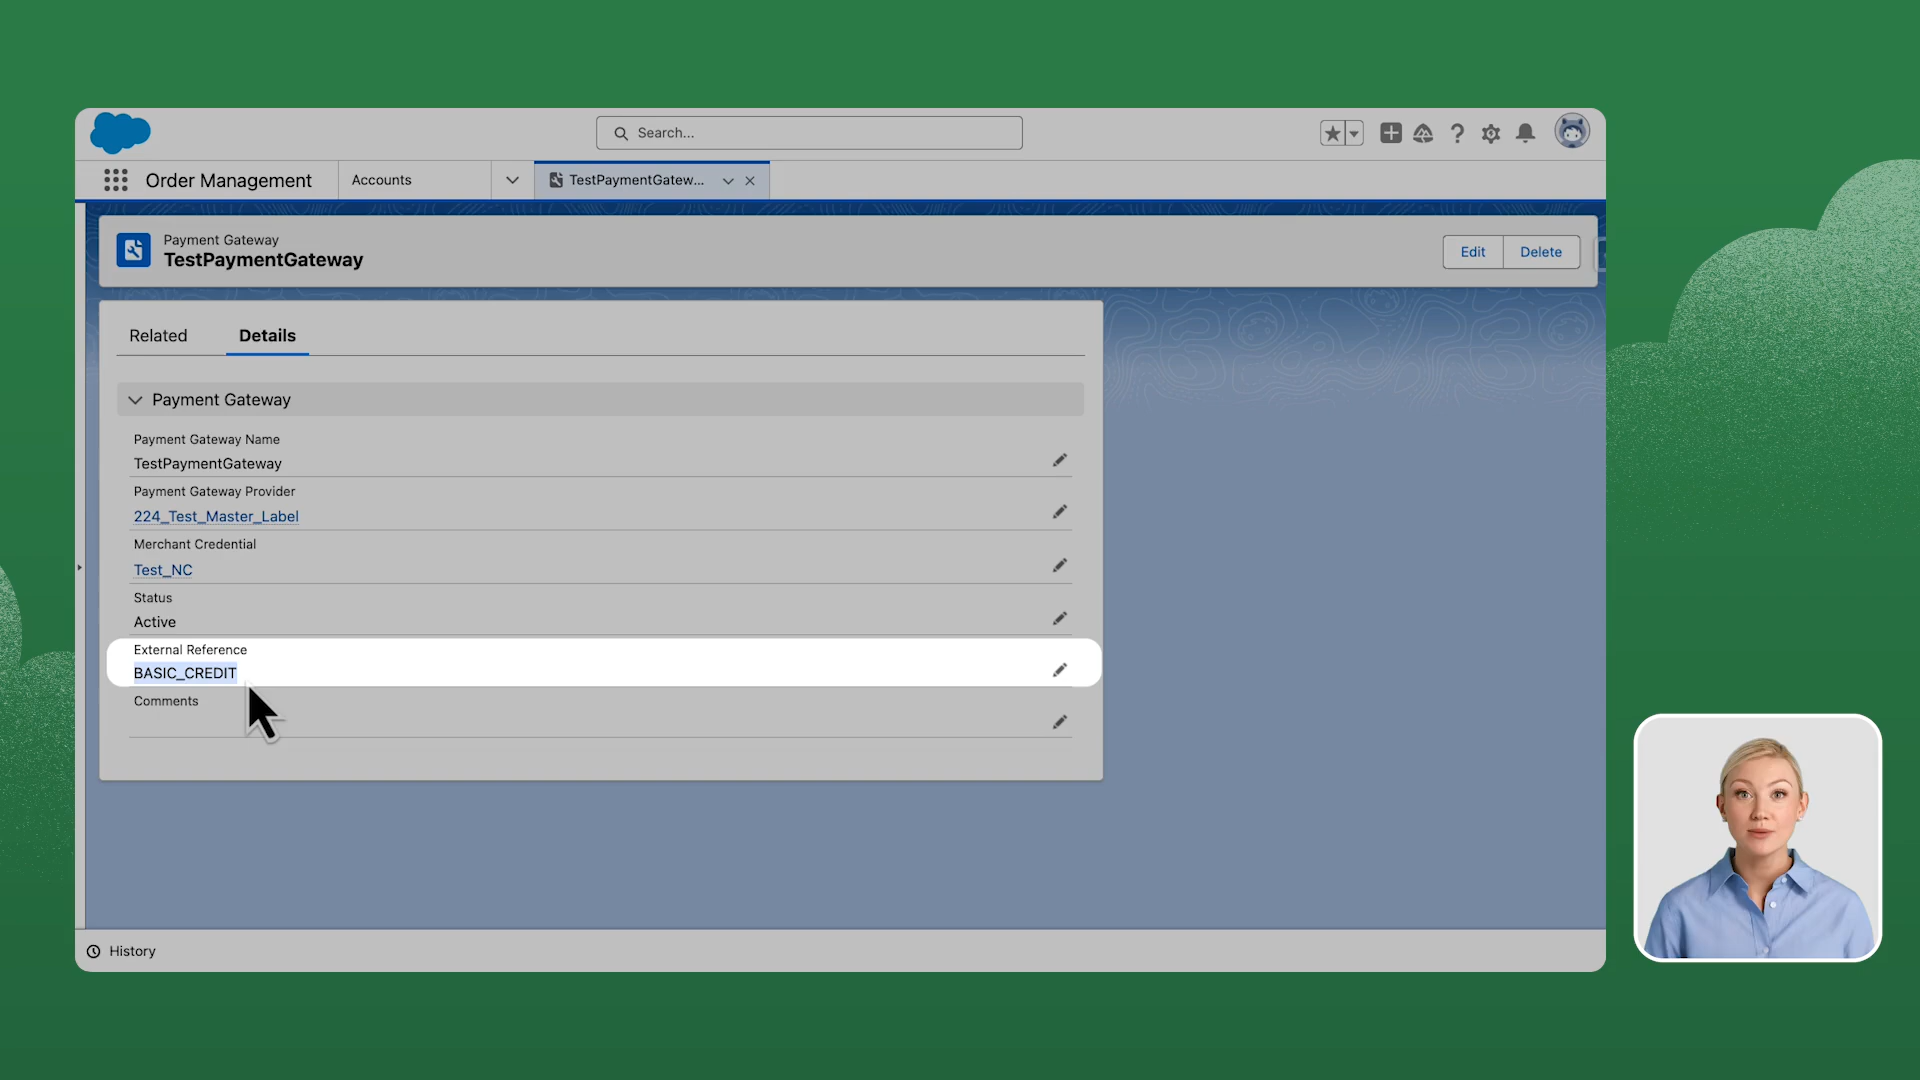 Search...
Order Management
Accounts
TestPaymentGatew...
Payment Gateway
TestPaymentGateway
Edit
Delete
Related
Details
Payment Gateway
Payment Gateway Name
TestPaymentGateway
Payment Gateway Provider
224_Test_Master_Label
Merchant Credential
Test_NC
Status
Active
External Reference
BASIC_CREDIT
Comments
History